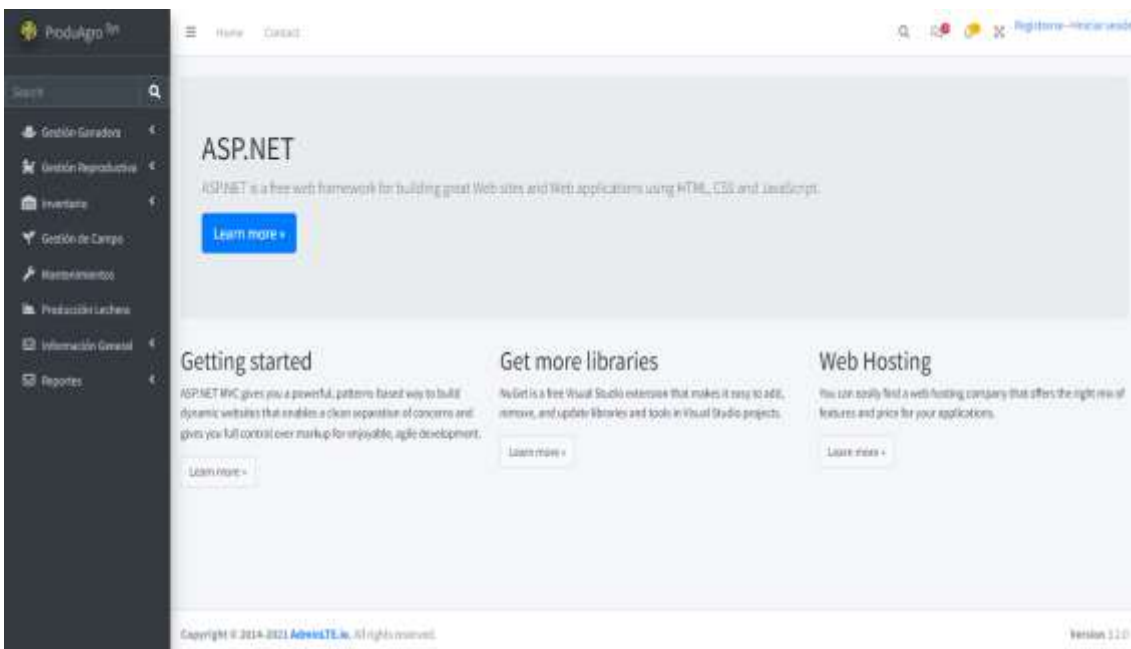 ProduAgro Sys
Home Contact
Search
Gestión Ganadera
Gestión Reproductiva
Inventario
Gestión de Campo
Mantenimientos
Producción Lechera
Información General
Reportes
ASP.NET
ASP.NET is a free web framework for building great Web sites and Web applications using HTML, CSS and JavaScript.
Learn more »
Getting started
ASP.NET MVC gives you a powerful, patterns-based way to build
dynamic websites that enables a clean separation of concerns and
gives you full control over markup for enjoyable, agile development.
Learn more »
Get more libraries
NuGet is a free Visual Studio extension that makes it easy to add,
remove, and update libraries and tools in Visual Studio projects.
Learn more »
Web Hosting
You can easily find a web hosting company that offers the right mix of
features and price for your applications.
Learn more »
Copyright © 2014-2021 AdminLTE.io. All rights reserved.
Version 3.2.0